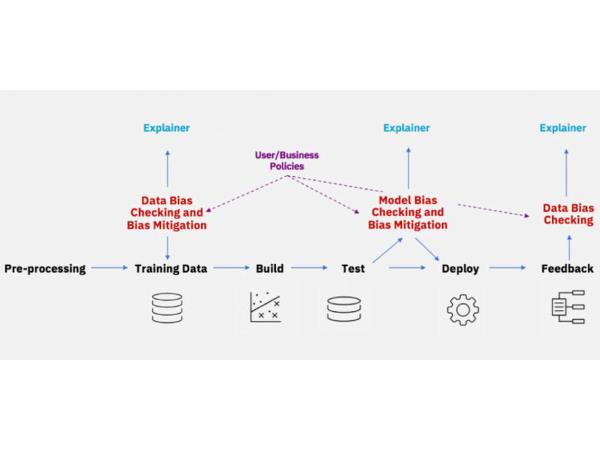 Explainer
Explainer
Explainer
User/Business
Policies
Data Bias
Checking and
Bias Mitigation
Model Bias
Checking and
Bias Mitigation
Data Bias
Checking
Pre-processing
Training Data
Build
Test
Deploy
Feedback